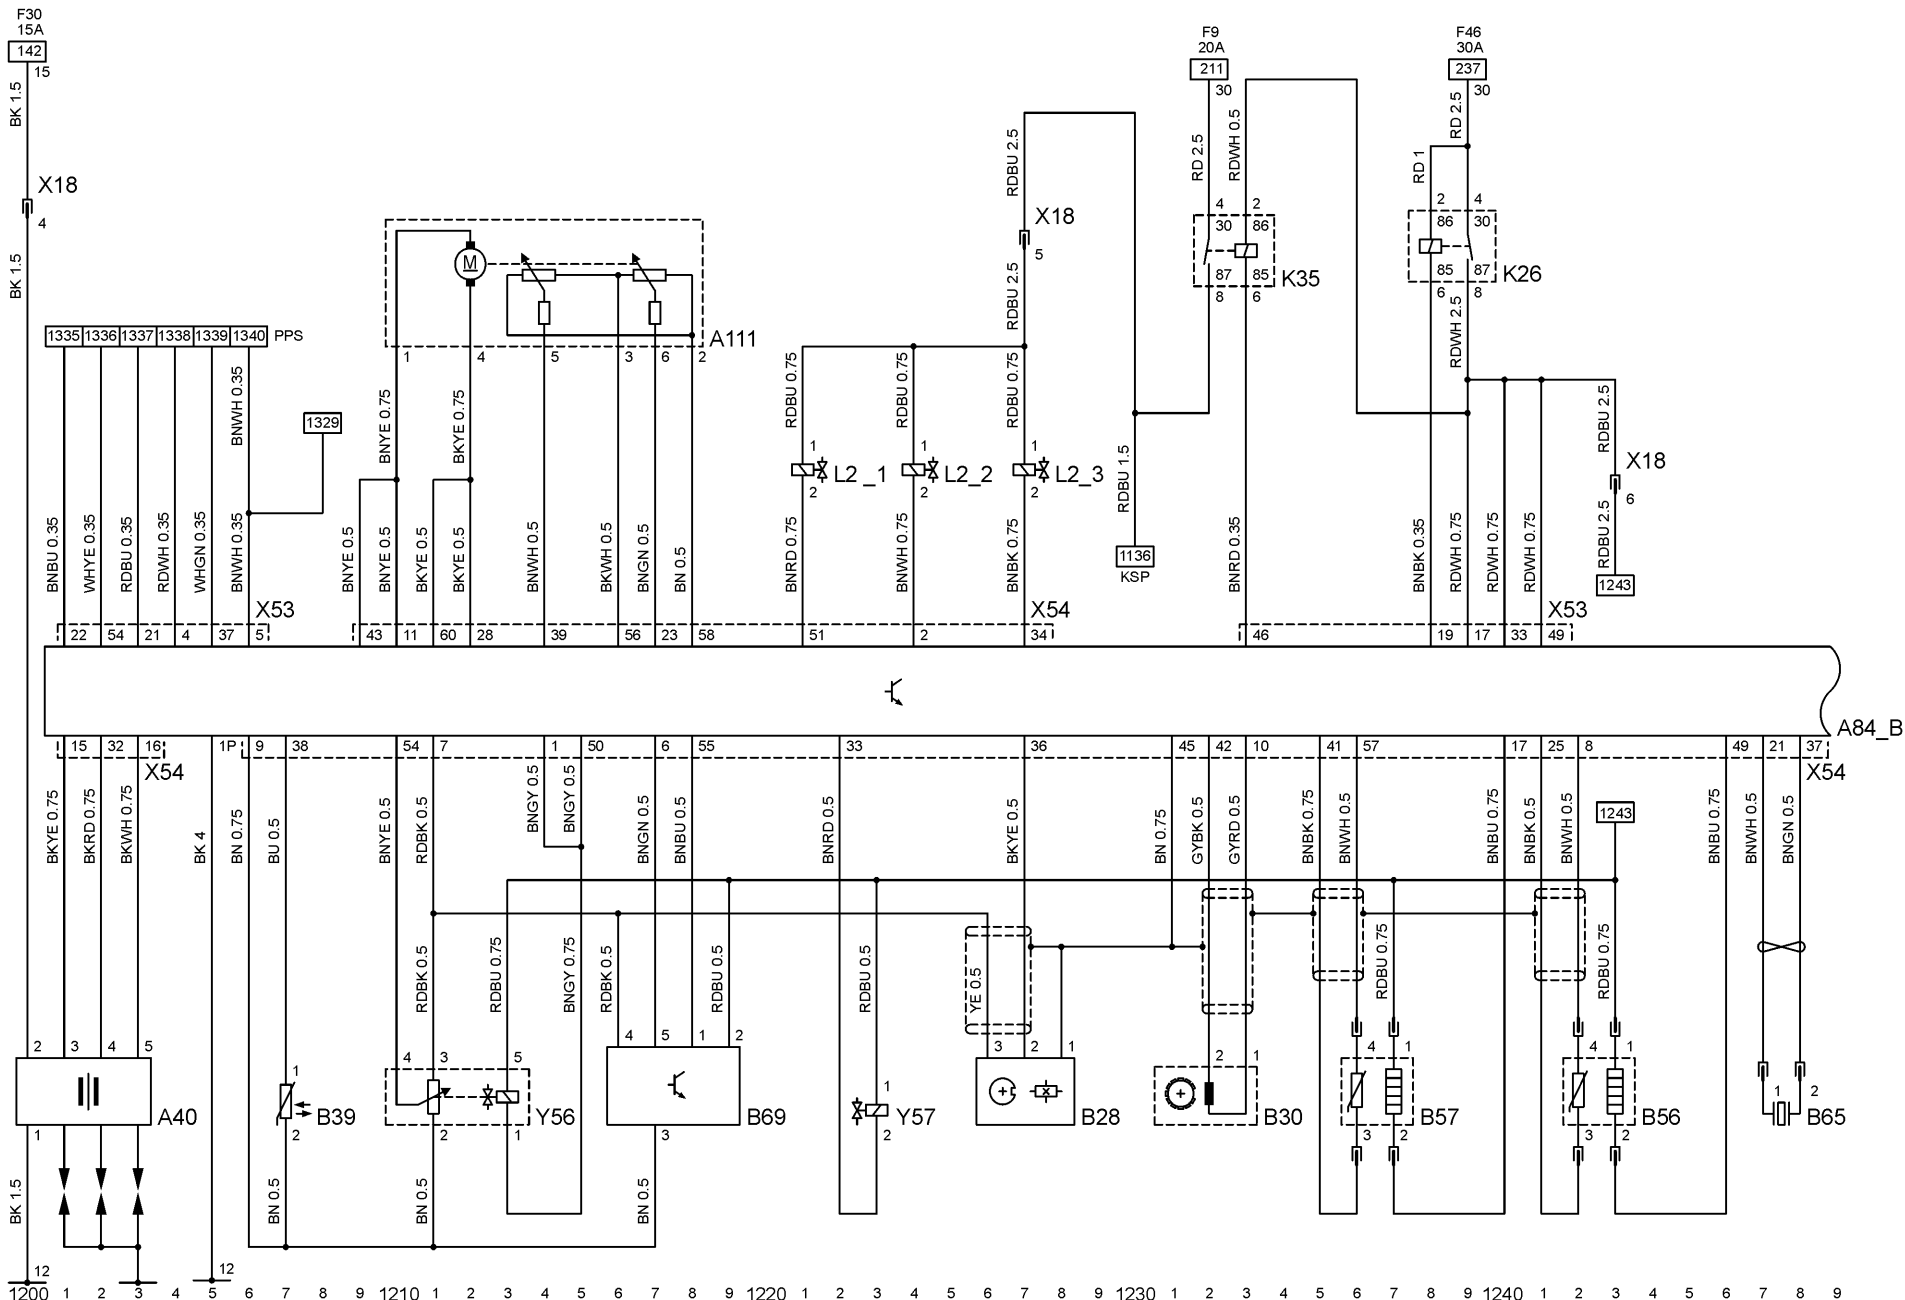 F30
15A
142
15
BK 1.5
X18
4
BK 1.5
F9
20A
211
30
F46
30A
237
30
RDBU 2.5
RD 2.5
RDWH 0.5
RD 1
RD 2.5
X18
5
4 2
30 86
87 85
8 6
K35
2 4
86 30
85 87
6 8
K26
M
A111
1 4 5 3 6 2
1335 1336 1337 1338 1339 1340 PPS
RDBU 2.5
RDWH 2.5
BNWH 0.35
1329
BNYE 0.75
BKYE 0.75
RDBU 0.75
RDBU 0.75
RDBU 0.75
RDBU 2.5
X18
6
1 1 1
L2_1 L2_2 L2_3
2 2 2
RDBU 1.5
1136
KSP
RDBU 2.5
1243
BNBU 0.35
WHYE 0.35
RDBU 0.35
RDWH 0.35
WHGN 0.35
BNWH 0.35
BNYE 0.5
BNYE 0.5
BKYE 0.5
BKYE 0.5
BNWH 0.5
BKWH 0.5
BNGN 0.5
BN 0.5
BNRD 0.75
BNWH 0.75
BNBK 0.75
BNRD 0.35
BNBK 0.35
RDWH 0.75
RDWH 0.75
RDWH 0.75
X53 X54 X53
22 54 21 4 37 5 43 11 60 28 39 56 23 58 51 2 34 46 19 17 33 49
A84_B
15 32 16 1P 9 38 54 7 1 50 6 55 33 36 45 42 10 41 57 17 25 8 49 21 37
X54 X54
BKYE 0.75
BKRD 0.75
BKWH 0.75
BK 4
BN 0.75
BU 0.5
BNYE 0.5
RDBK 0.5
BNGY 0.5
BNGY 0.5
BNGN 0.5
BNBU 0.5
BNRD 0.5
BKYE 0.5
BN 0.75
GYBK 0.5
GYRD 0.5
BNBK 0.75
BNWH 0.5
BNBU 0.75
BNBK 0.5
BNWH 0.5
1243
BNBU 0.75
BNWH 0.5
BNGN 0.5
RDBK 0.5
RDBU 0.75
BNGY 0.75
RDBK 0.5
RDBU 0.5
RDBU 0.5
YE 0.5
RDBU 0.75
RDBU 0.75
2 3 4 5
A40
1
1
B39
2
4 3 5
Y56
2 1
4 5 1 2
B69
3
1
Y57
2
3 2 1
B28
2 1
B30
4 1
B57
3 2
4 1
B56
3 2
1 2
B65
BK 1.5
BN 0.5
BN 0.5
BN 0.5
12
12
1200 1 2 3 4 5 6 7 8 9 1210 1 2 3 4 5 6 7 8 9 1220 1 2 3 4 5 6 7 8 9 1230 1 2 3 4 5 6 7 8 9 1240 1 2 3 4 5 6 7 8 9